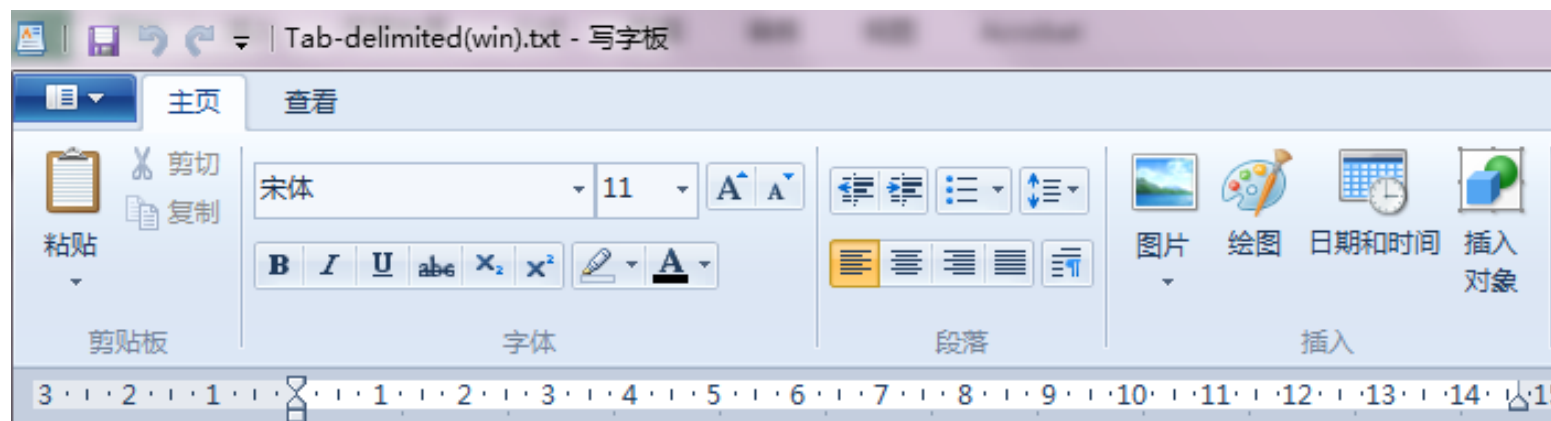 Tab-delimited(win).txt - 写字板
主页 查看
剪切
复制
粘贴
宋体 11 A A
B I U abc X₂ X² A
图片 绘图 日期和时间 插入
对象
剪贴板 字体 段落 插入
3 2 1 1 2 3 4 5 6 7 8 9 10 11 12 13 14